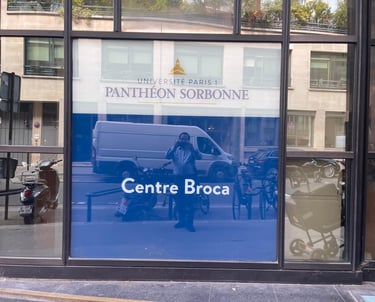 UNIVERSITÉ PARIS 1
PANTHÉON SORBONNE
Centre Broca